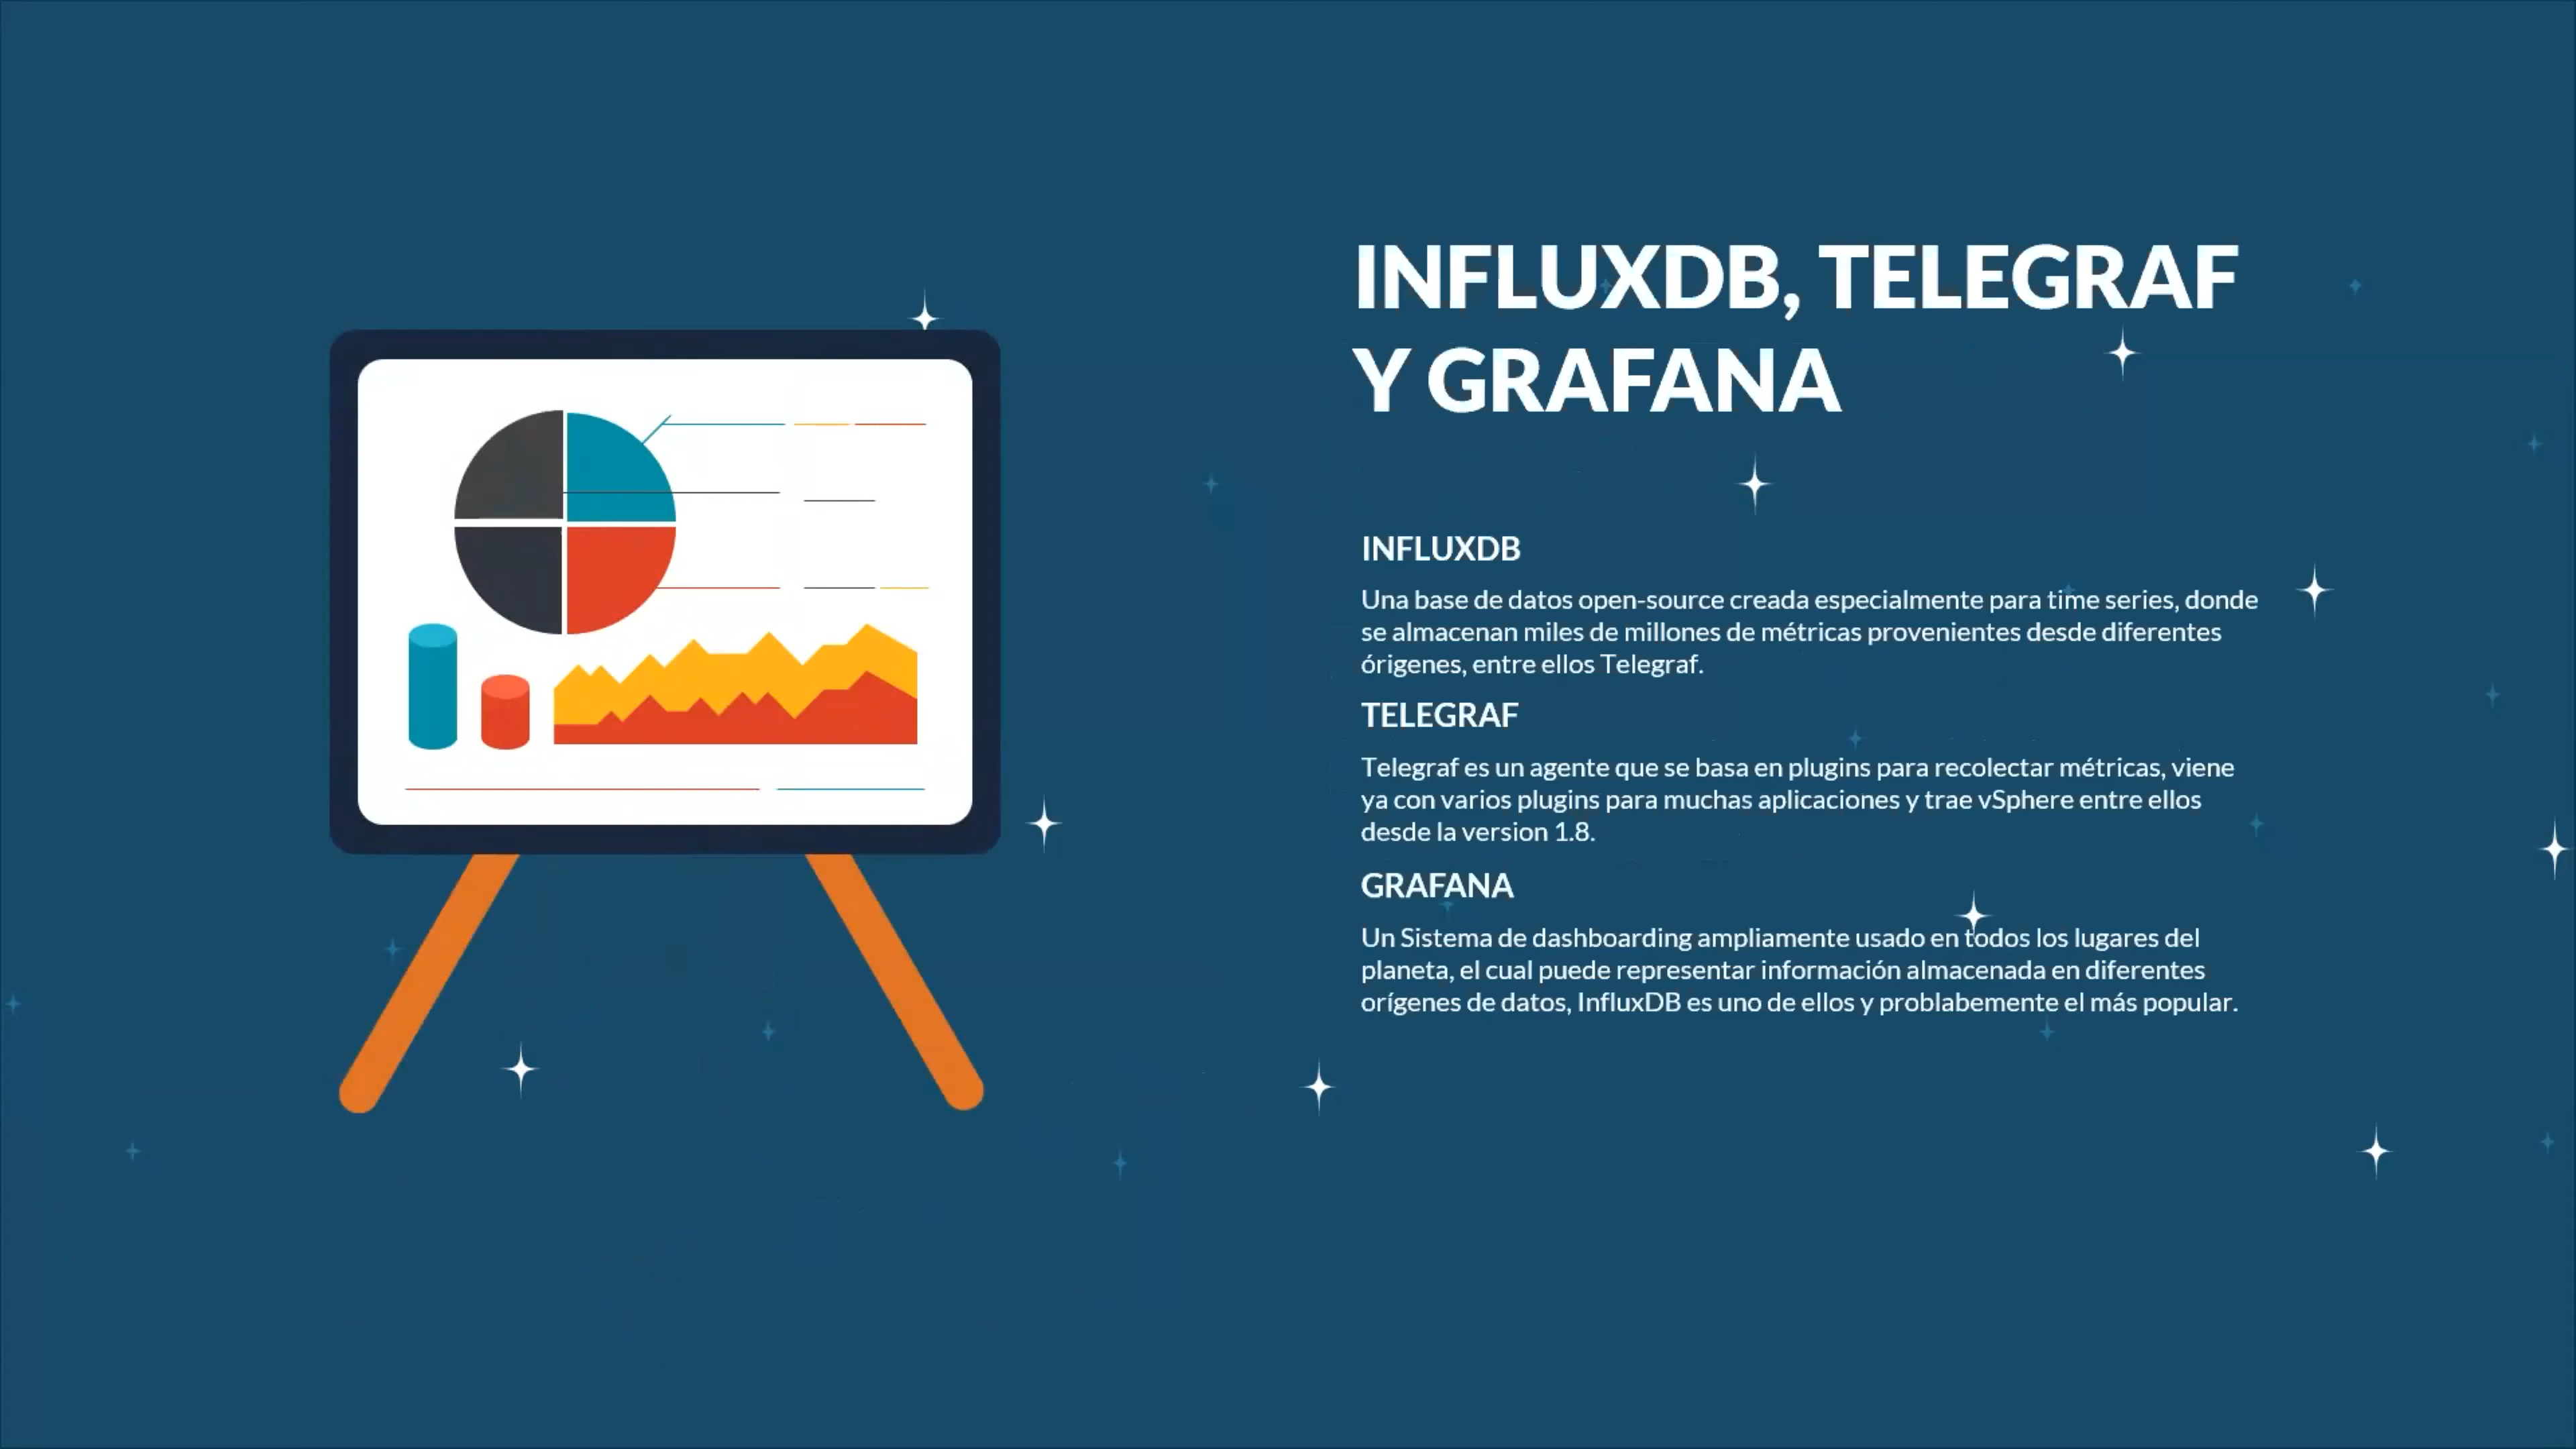 INFLUXDB, TELEGRAF
Y GRAFANA
INFLUXDB
Una base de datos open-source creada especialmente para time series, donde
se almacenan miles de millones de métricas provenientes desde diferentes
órigenes, entre ellos Telegraf.
TELEGRAF
Telegraf es un agente que se basa en plugins para recolectar métricas, viene
ya con varios plugins para muchas aplicaciones y trae vSphere entre ellos
desde la version 1.8.
GRAFANA
Un Sistema de dashboarding ampliamente usado en todos los lugares del
planeta, el cual puede representar información almacenada en diferentes
orígenes de datos, InfluxDB es uno de ellos y problabemente el más popular.